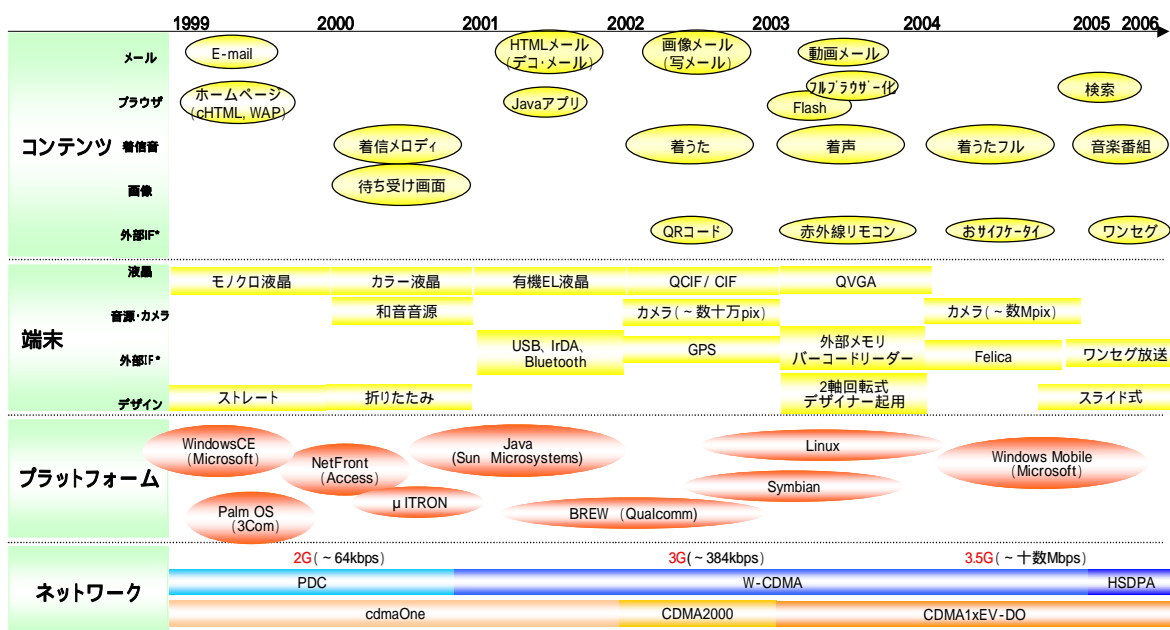 1999 2000 2001 2002 2003 2004 2005 2006
メール
E-mail
HTMLメール
(デコ・メール)
画像メール
(写メール)
動画メール
ブラウザ
ホームページ
(cHTML, WAP)
Javaアプリ
フルブラウザー化
Flash
検索
コンテンツ
着信音
着信メロディ
着うた
着声
着うたフル
音楽番組
画像
待ち受け画面
外部IF*
QRコード
赤外線リモコン
おサイフケータイ
ワンセグ
端末
液晶
モノクロ液晶
カラー液晶
有機EL液晶
QCIF/ CIF
QVGA
音源・カメラ
和音音源
カメラ(~数十万pix)
カメラ(~数Mpix)
外部IF*
USB、IrDA、
Bluetooth
GPS
外部メモリ
バーコードリーダー
Felica
ワンセグ放送
デザイン
ストレート
折りたたみ
2軸回転式
デザイナー起用
スライド式
プラットフォーム
WindowsCE
(Microsoft)
NetFront
(Access)
Java
(Sun Microsystems)
Linux
Windows Mobile
(Microsoft)
Palm OS
(3Com)
μITRON
BREW (Qualcomm)
Symbian
ネットワーク
2G(~64kbps)
3G(~384kbps)
3.5G(~十数Mbps)
PDC
W-CDMA
HSDPA
cdmaOne
CDMA2000
CDMA1xEV-DO